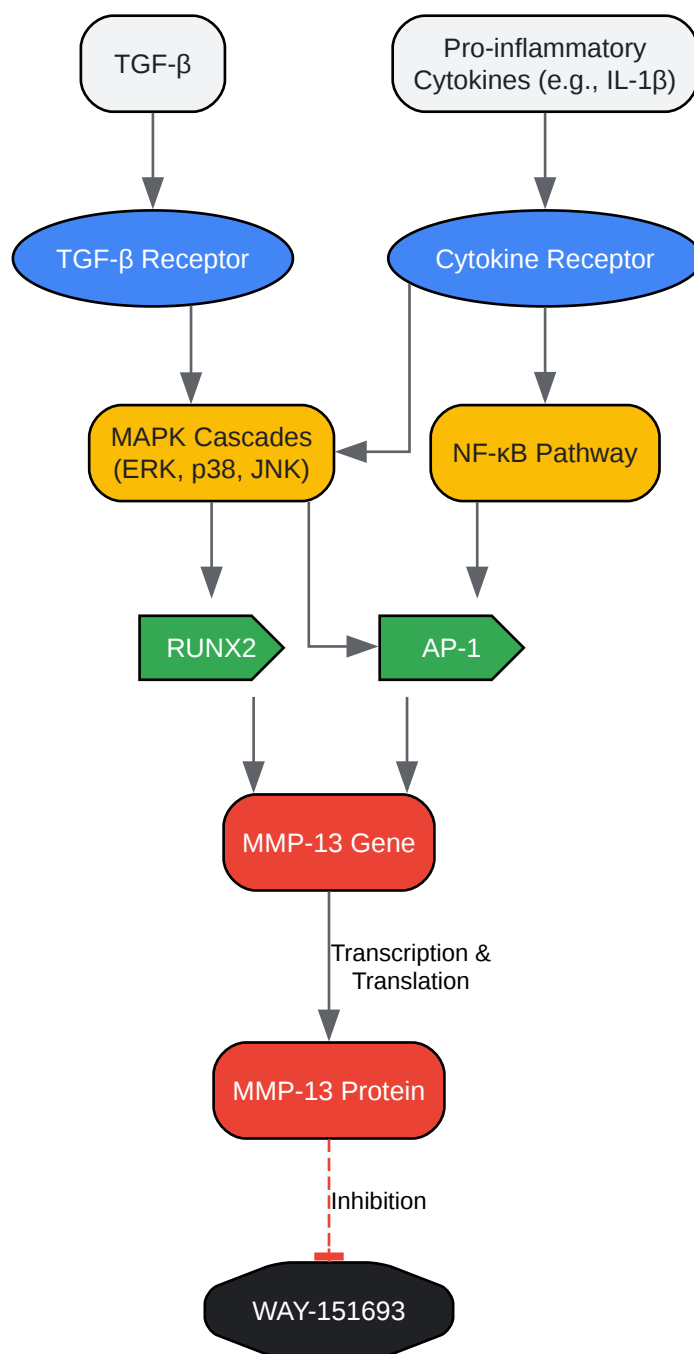 TGF-β
Pro-inflammatory
Cytokines (e.g., IL-1β)
TGF-β Receptor
Cytokine Receptor
MAPK Cascades
(ERK, p38, JNK)
NF-κB Pathway
RUNX2
AP-1
MMP-13 Gene
Transcription &
Translation
MMP-13 Protein
Inhibition
WAY-151693